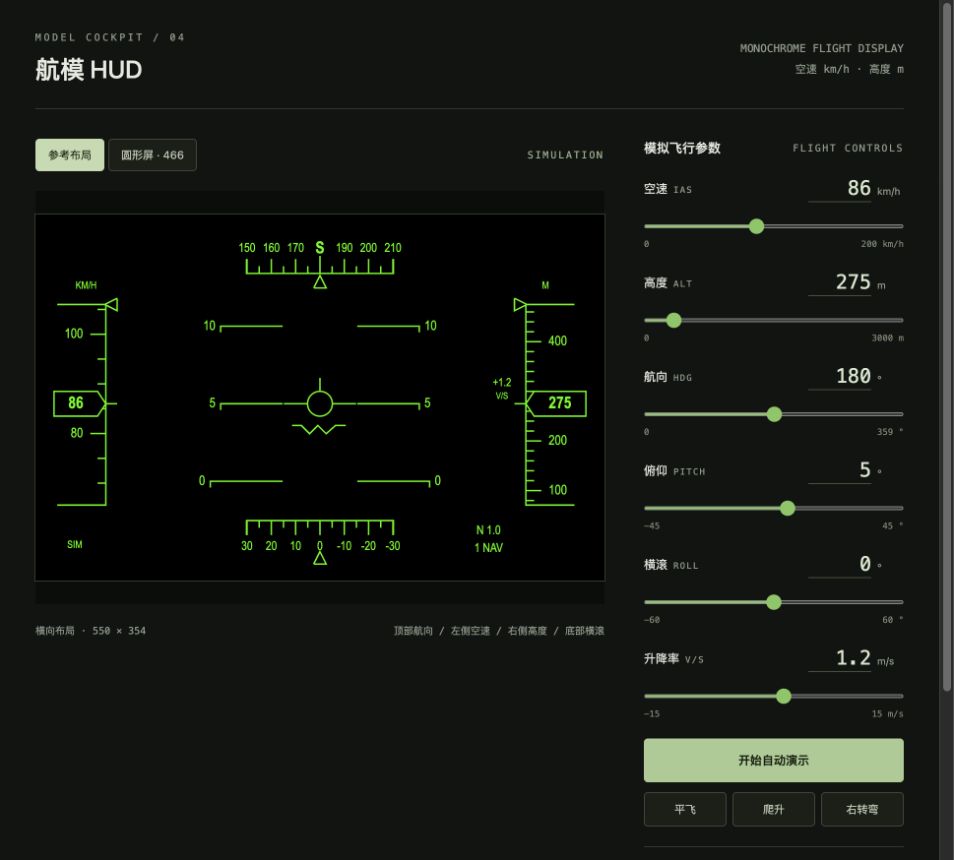 MODEL COCKPIT / 04
航模 HUD
MONOCHROME FLIGHT DISPLAY
空速 km/h · 高度 m
参考布局
圆形屏 · 466
SIMULATION
150 160 170 S 190 200 210
KM/H
M
100
86
80
400
275
200
100
+1.2
V/S
10 10
5 5
0 0
30 20 10 0 -10 -20 -30
SIM
N 1.0
1 NAV
横向布局 · 550 × 354
顶部航向 / 左侧空速 / 右侧高度 / 底部横滚
模拟飞行参数 FLIGHT CONTROLS
空速 IAS 86 km/h
0 200 km/h
高度 ALT 275 m
0 3000 m
航向 HDG 180 °
0 359 °
俯仰 PITCH 5 °
−45 45 °
横滚 ROLL 0 °
−60 60 °
升降率 V/S 1.2 m/s
−15 15 m/s
开始自动演示
平飞 爬升 右转弯